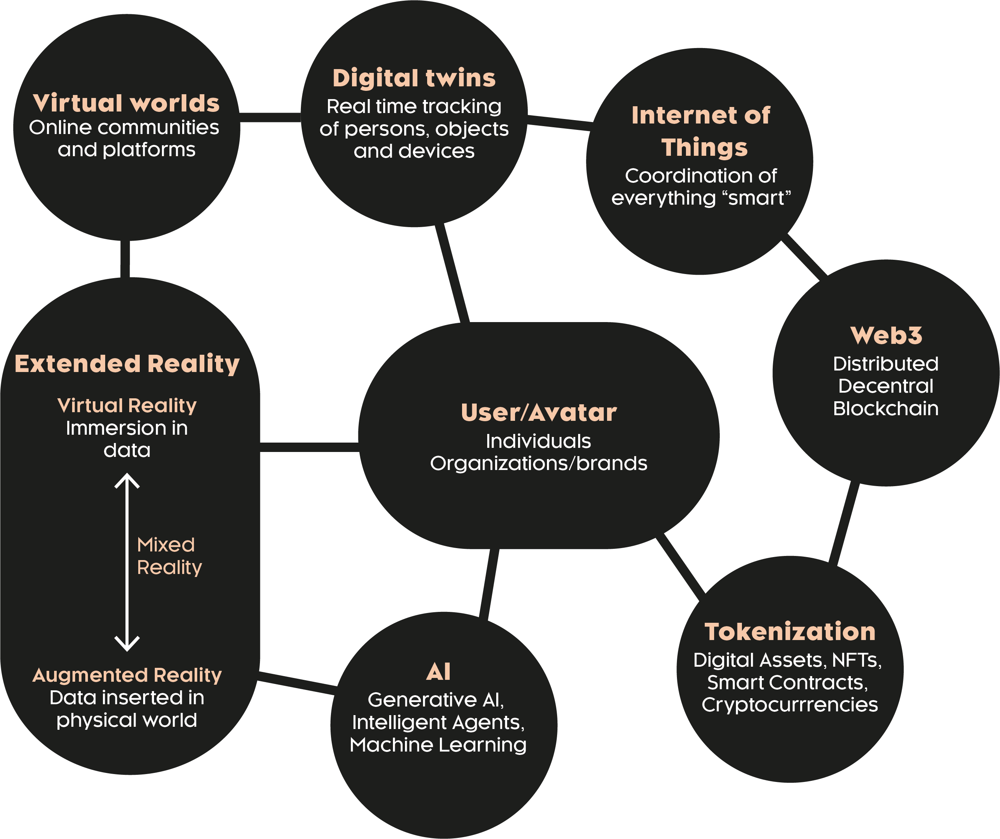 Virtual worlds
Online communities
and platforms
Digital twins
Real time tracking
of persons, objects
and devices
Internet of
Things
Coordination of
everything “smart”
Web3
Distributed
Decentral
Blockchain
Extended Reality
Virtual Reality
Immersion in
data
Mixed
Reality
Augmented Reality
Data inserted in
physical world
User/Avatar
Individuals
Organizations/brands
AI
Generative AI,
Intelligent Agents,
Machine Learning
Tokenization
Digital Assets, NFTs,
Smart Contracts,
Cryptocurrrencies